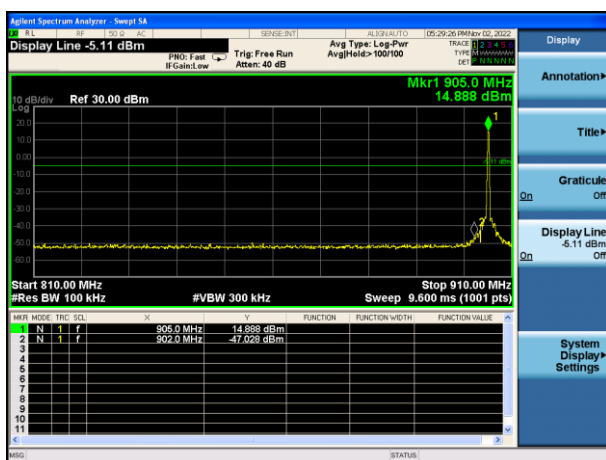 Agilent Spectrum Analyzer - Swept SA
RL RF 50 Ω AC SENSE:INT ALIGNAUTO 05:29:26 PMNov 02, 2022
Display Line -5.11 dBm
PNO: Fast Trig: Free Run
IFGain:Low Atten: 40 dB
Avg Type: Log-Pwr
Avg|Hold:>100/100
TRACE 1 2 3 4 5 6
TYPE
DET P N N N N N
Mkr1 905.0 MHz
14.888 dBm
10 dB/div Ref 30.00 dBm
Log
20.0
10.0
0.00
-10.0
-20.0
-30.0
-40.0
-50.0
-60.0
1
-5.11 dBm
2
Start 810.00 MHz Stop 910.00 MHz
#Res BW 100 kHz #VBW 300 kHz Sweep 9.600 ms (1001 pts)
MKR MODE TRC SCL X Y FUNCTION FUNCTION WIDTH FUNCTION VALUE
1 N 1 f 905.0 MHz 14.888 dBm
2 N 1 f 902.0 MHz -47.028 dBm
3
4
5
6
7
8
9
10
11
MSG STATUS
Display
Annotation
Title
Graticule
On Off
Display Line
-5.11 dBm
On Off
System
Display
Settings